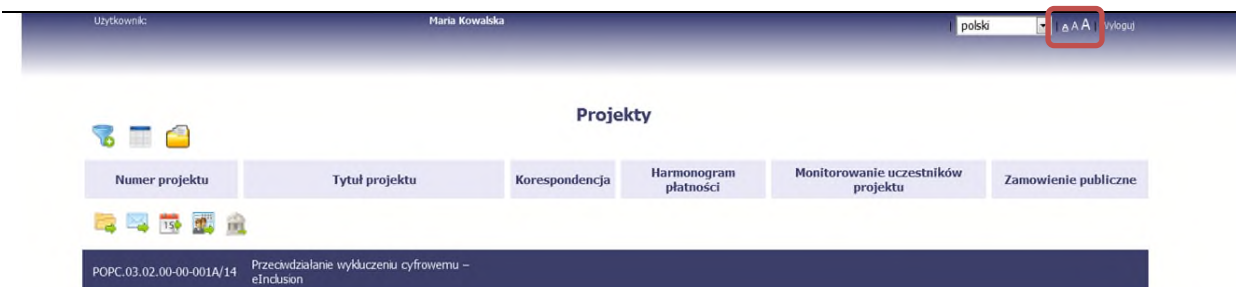 Użytkownik: Maria Kowalska | polski | A A A | Wyloguj
Projekty
Numer projektu Tytuł projektu Korespondencja Harmonogram płatności Monitorowanie uczestników projektu Zamowienie publiczne
15
POPC.03.02.00-00-001A/14 Przeciwdziałanie wykluczeniu cyfrowemu –
eInclusion